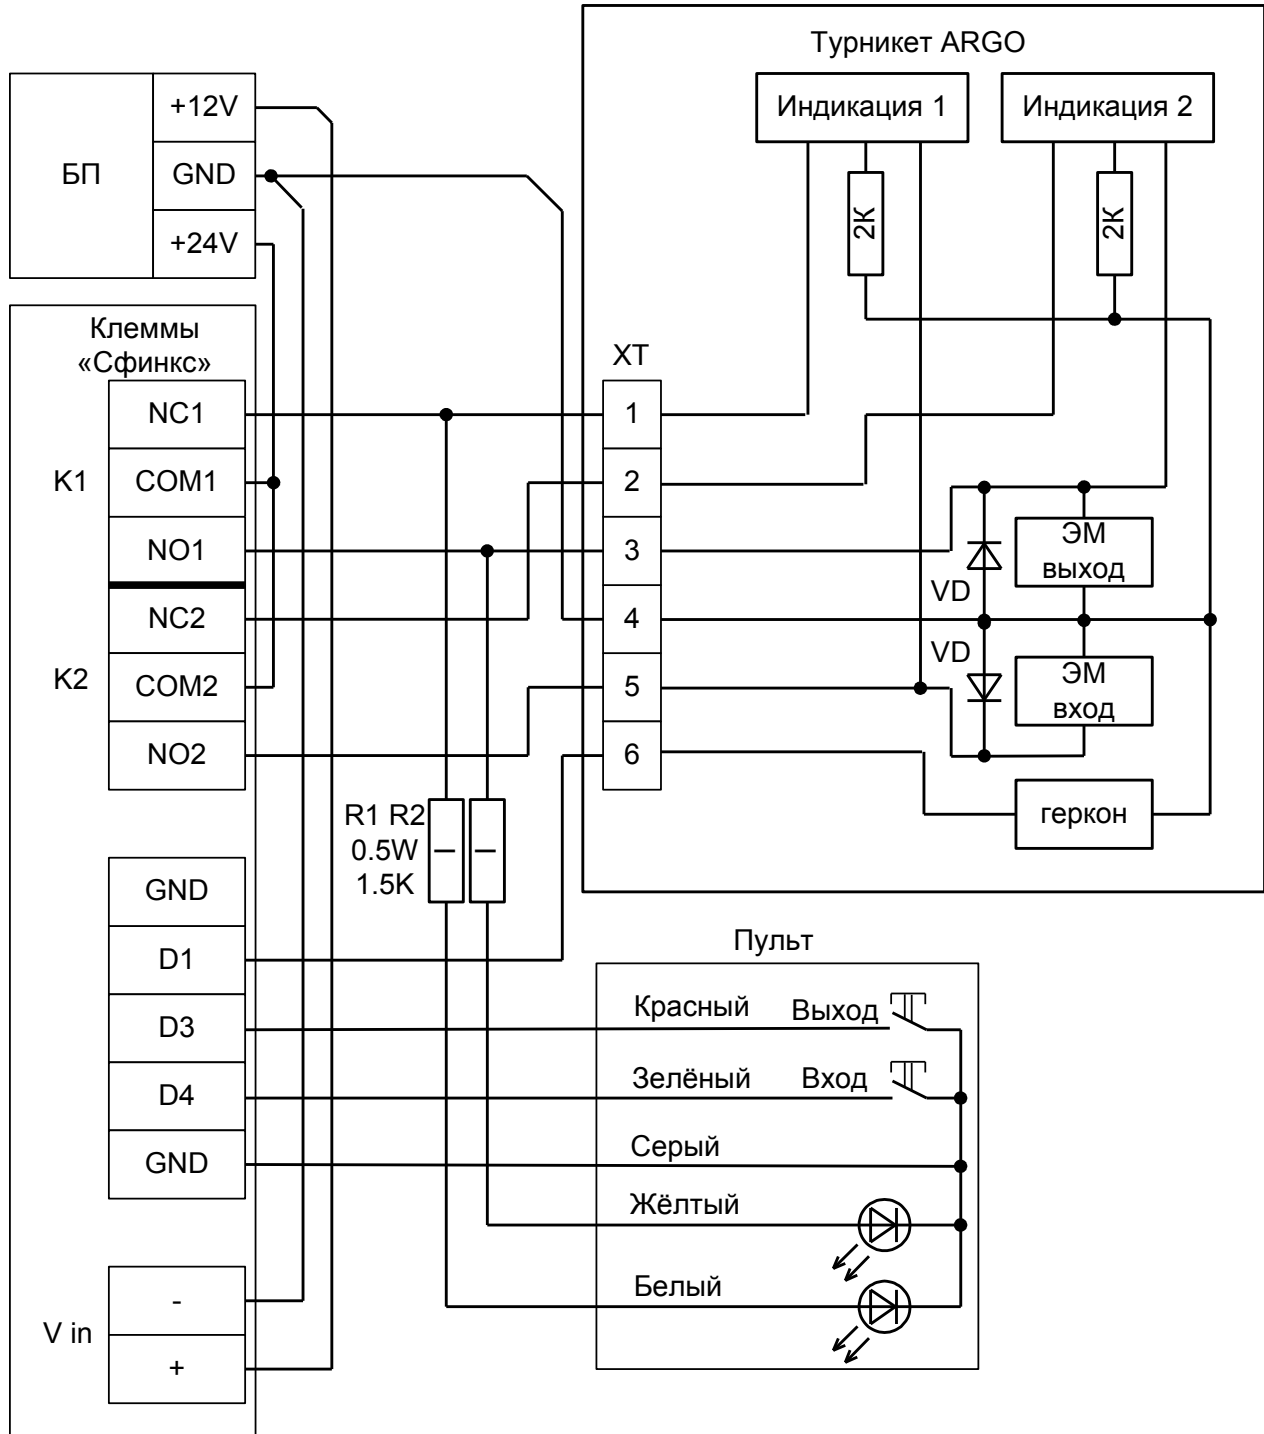 Турникет ARGO
Индикация 1
Индикация 2
2К
2К
БП
+12V
GND
+24V
Клеммы
«Сфинкс»
K1
NC1
COM1
NO1
K2
NC2
COM2
NO2
XT
1
2
3
4
5
6
VD
ЭМ
выход
VD
ЭМ
вход
геркон
R1 R2
0.5W
1.5K
GND
D1
D3
D4
GND
V in
-
+
Пульт
Красный
Выход
Зелёный
Вход
Серый
Жёлтый
Белый